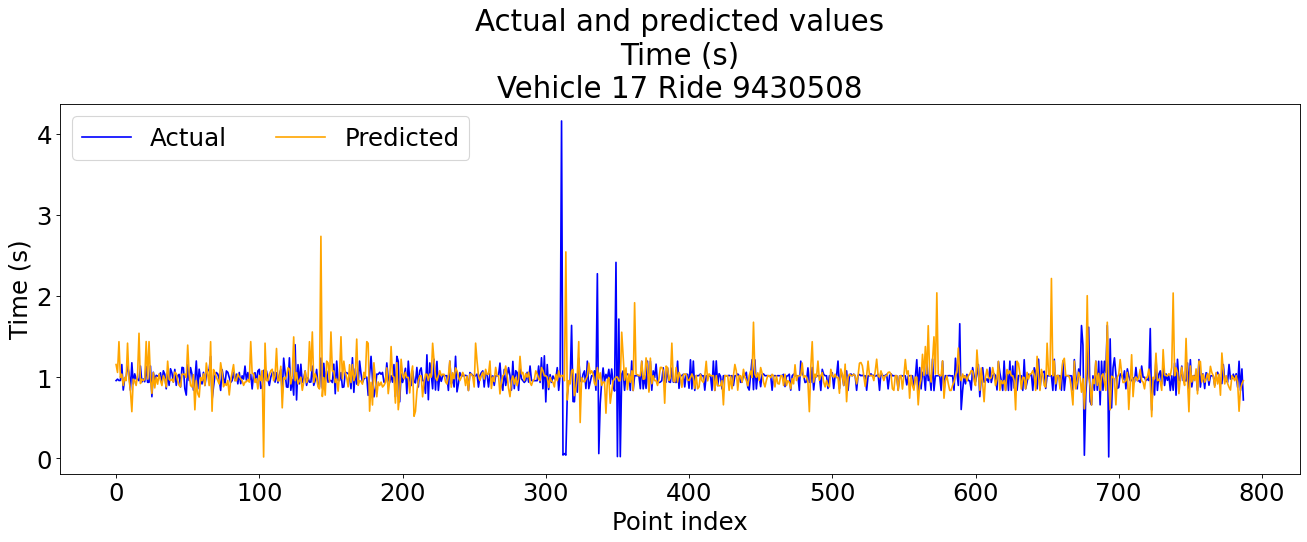 Actual and predicted values
Time (s)
Vehicle 17 Ride 9430508
Actual
Predicted
4
3
2
1
0
Time (s)
0 100 200 300 400 500 600 700 800
Point index